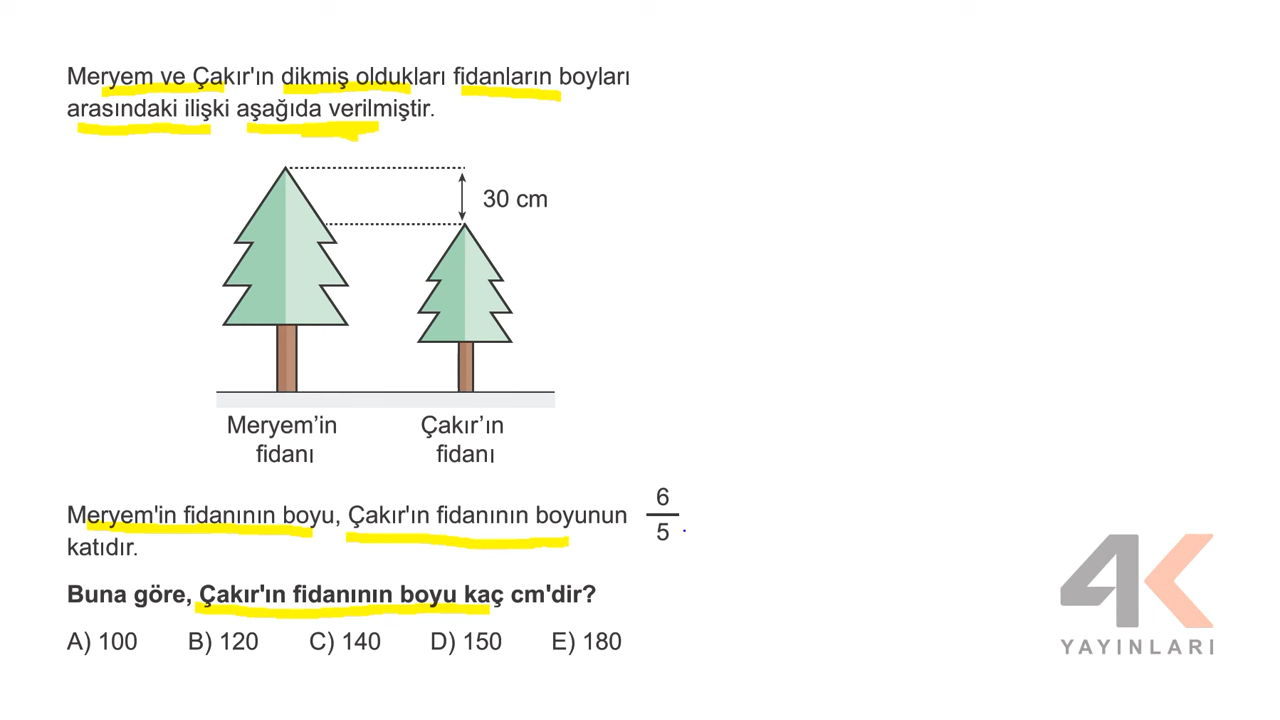 Meryem ve Çakır'ın dikmiş oldukları fidanların boyları
arasındaki ilişki aşağıda verilmiştir.
30 cm
Meryem’in
fidanı
Çakır’ın
fidanı
Meryem'in fidanının boyu, Çakır'ın fidanının boyunun 6/5
katıdır.
Buna göre, Çakır'ın fidanının boyu kaç cm'dir?
A) 100 B) 120 C) 140 D) 150 E) 180
4K
YAYINLARI